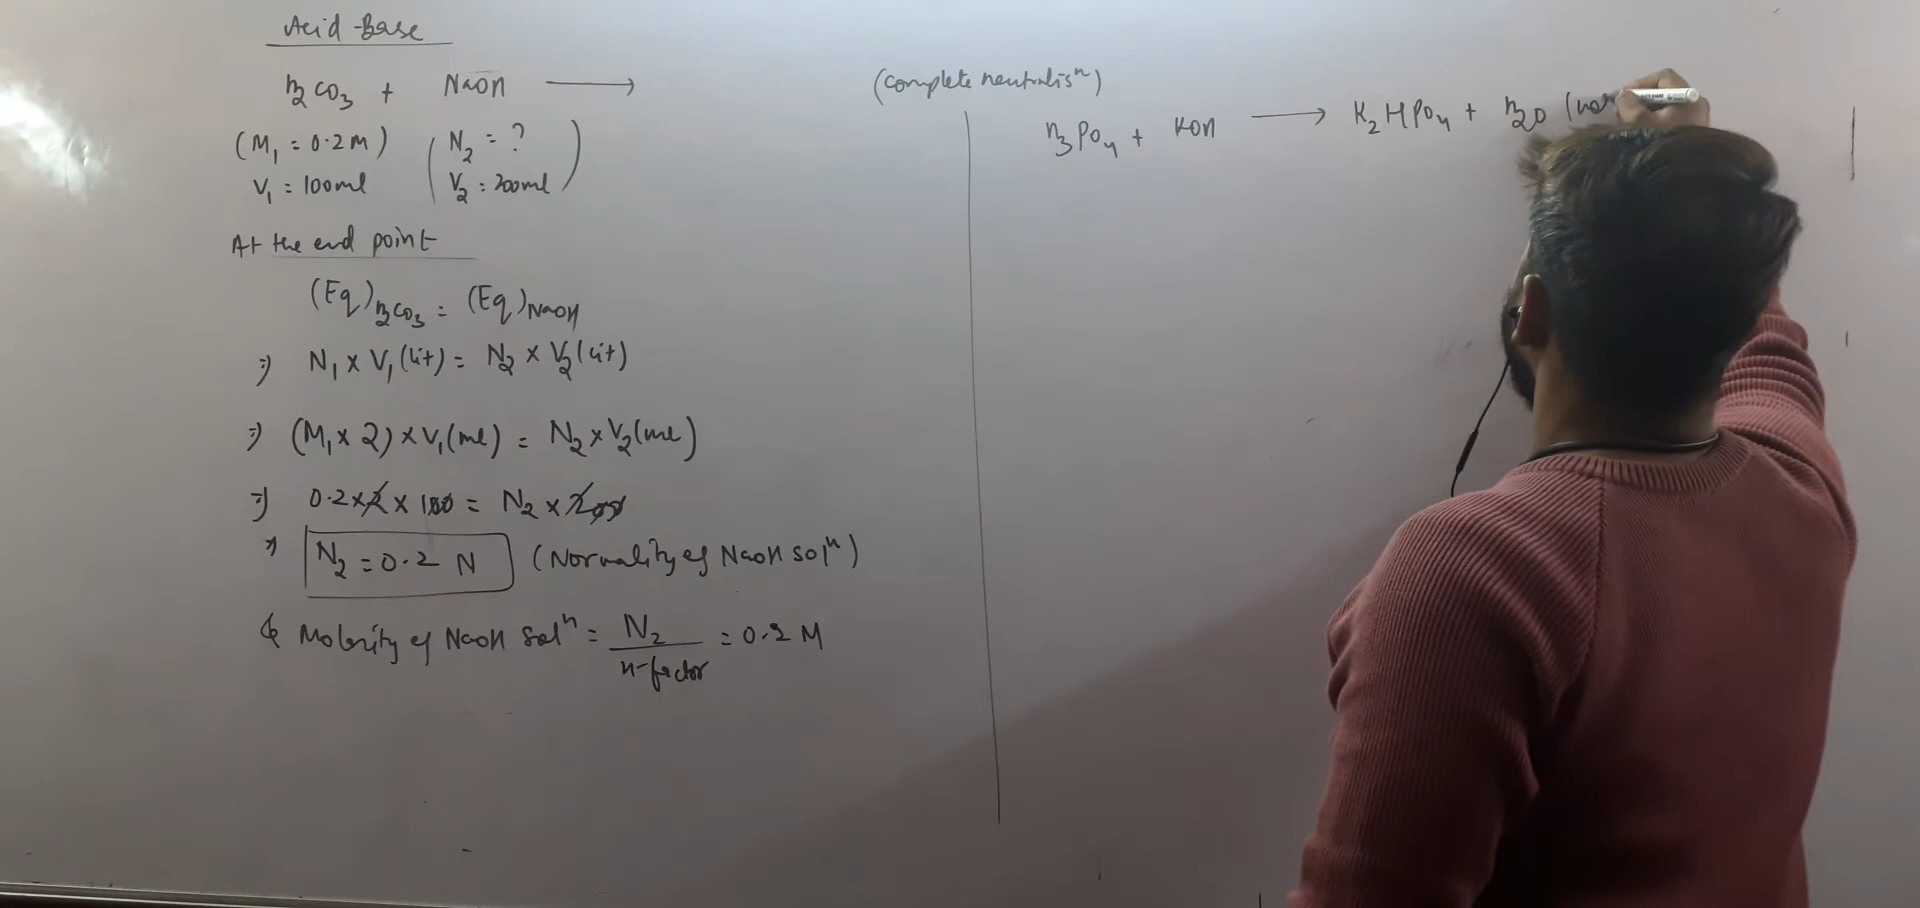 Acid-Base
H2CO3 + NaOH ⟶
(M1 = 0.2M) ( N2 = ?
V1 = 100ml V2 = 200ml )
At the end point
(Eq)H2CO3 = (Eq)NaOH
⇒ N1 × V1(lit) = N2 × V2(lit)
⇒ (M1 × 2) × V1(ml) = N2 × V2(ml)
⇒ 0.2 × 2 × 100 = N2 × 200
⇒ N2 = 0.2 N (Normality of NaOH solⁿ)
& Molarity of NaOH solⁿ = N2 / n-factor = 0.2 M
(complete neutralisⁿ)
H3PO4 + KOH ⟶ K2HPO4 + H2O